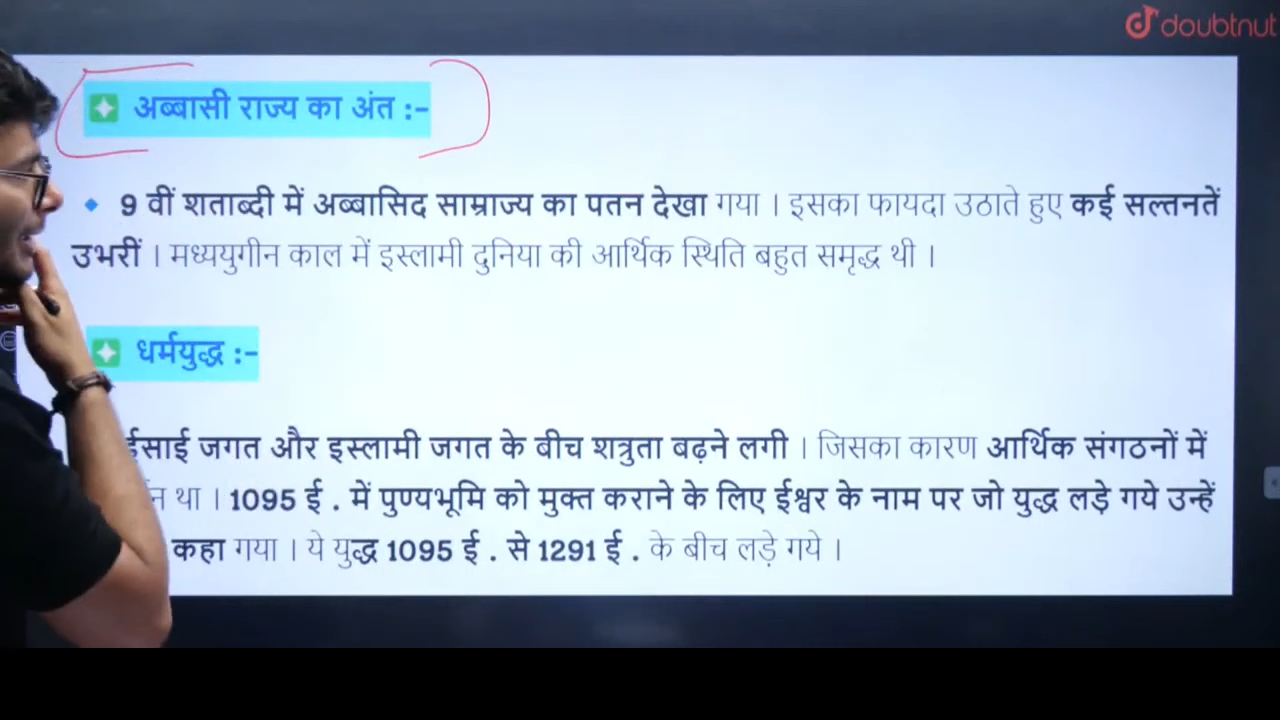 doubtnut
अब्बासी राज्य का अंत :-
9 वीं शताब्दी में अब्बासिद साम्राज्य का पतन देखा गया । इसका फायदा उठाते हुए कई सल्तनतें
उभरीं । मध्ययुगीन काल में इस्लामी दुनिया की आर्थिक स्थिति बहुत समृद्ध थी ।
धर्मयुद्ध :-
ईसाई जगत और इस्लामी जगत के बीच शत्रुता बढ़ने लगी । जिसका कारण आर्थिक संगठनों में
था । 1095 ई . में पुण्यभूमि को मुक्त कराने के लिए ईश्वर के नाम पर जो युद्ध लड़े गये उन्हें
कहा गया । ये युद्ध 1095 ई . से 1291 ई . के बीच लड़े गये ।